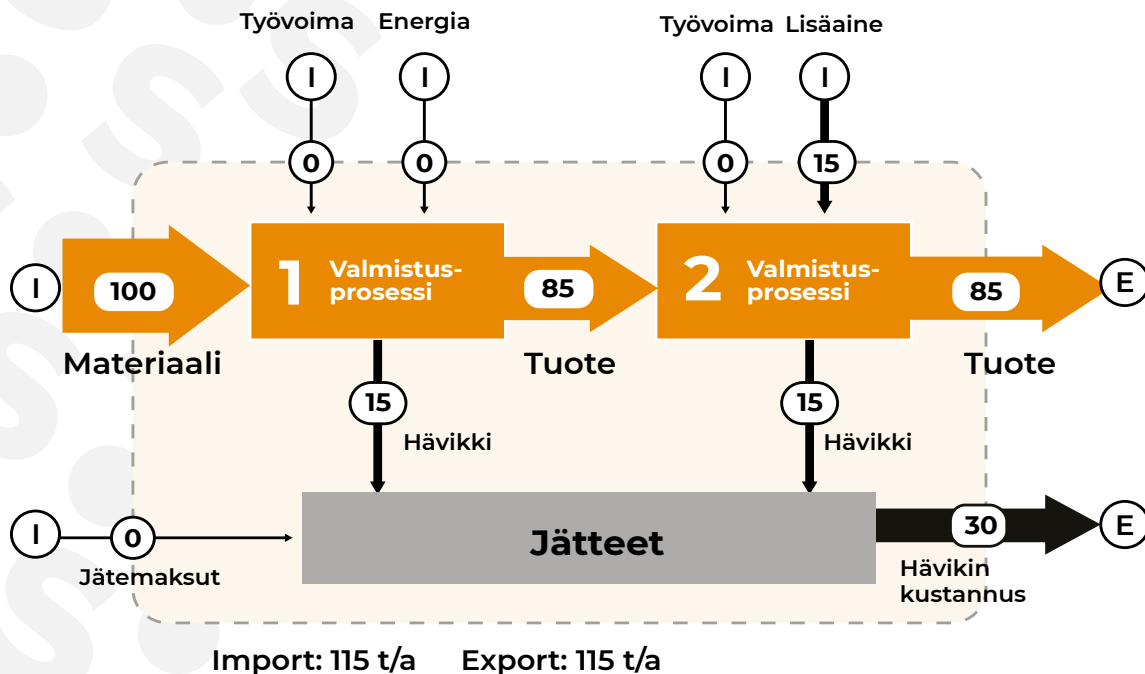 Työvoima Energia Työvoima Lisäaine
I I I I
0 0 0 15
I 100 1 Valmistus-
prosessi 85 2 Valmistus-
prosessi 85 E
Materiaali Tuote Tuote
15 15
Hävikki Hävikki
I 0 Jätteet 30 E
Jätemaksut Hävikin
kustannus
Import: 115 t/a Export: 115 t/a